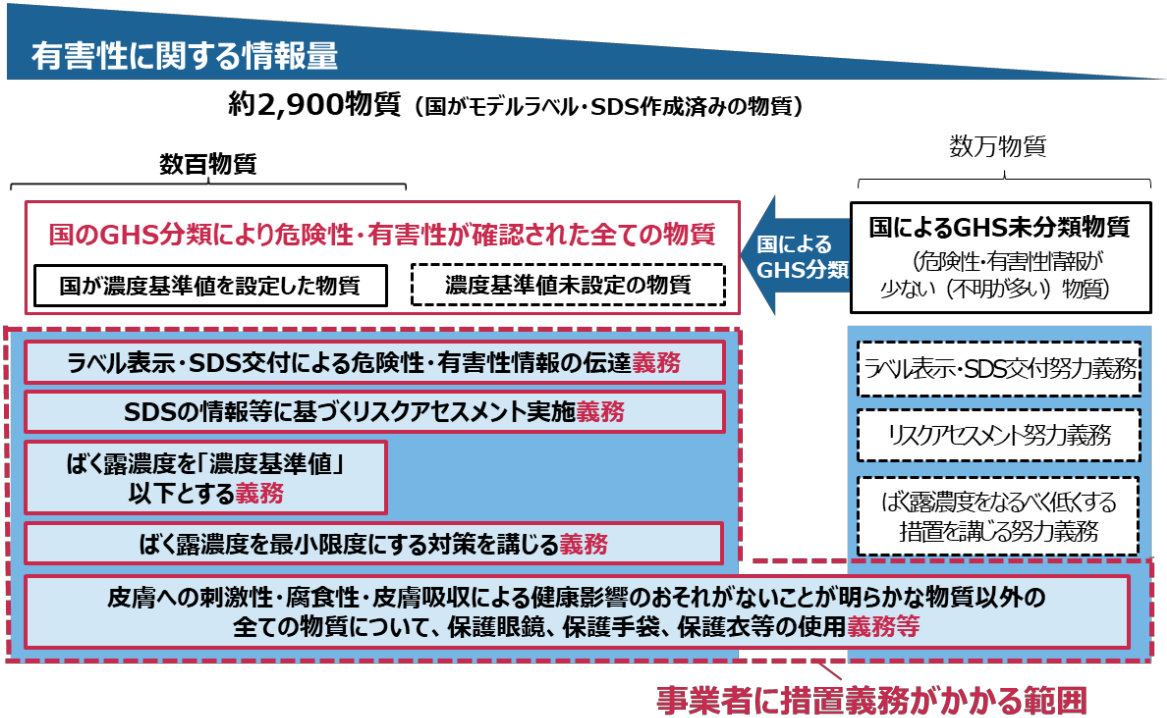 有害性に関する情報量
約2,900物質（国がモデルラベル・SDS作成済みの物質）
数百物質
数万物質
国のGHS分類により危険性・有害性が確認された全ての物質
国が濃度基準値を設定した物質
濃度基準値未設定の物質
国による
GHS分類
国によるGHS未分類物質
（危険性・有害性情報が
少ない（不明が多い）物質）
ラベル表示・SDS交付による危険性・有害性情報の伝達義務
SDSの情報等に基づくリスクアセスメント実施義務
ばく露濃度を「濃度基準値」
以下とする義務
ばく露濃度を最小限度にする対策を講じる義務
ラベル表示・SDS交付努力義務
リスクアセスメント努力義務
ばく露濃度をなるべく低くする
措置を講じる努力義務
皮膚への刺激性・腐食性・皮膚吸収による健康影響のおそれがないことが明らかな物質以外の
全ての物質について、保護眼鏡、保護手袋、保護衣等の使用義務等
事業者に措置義務がかかる範囲